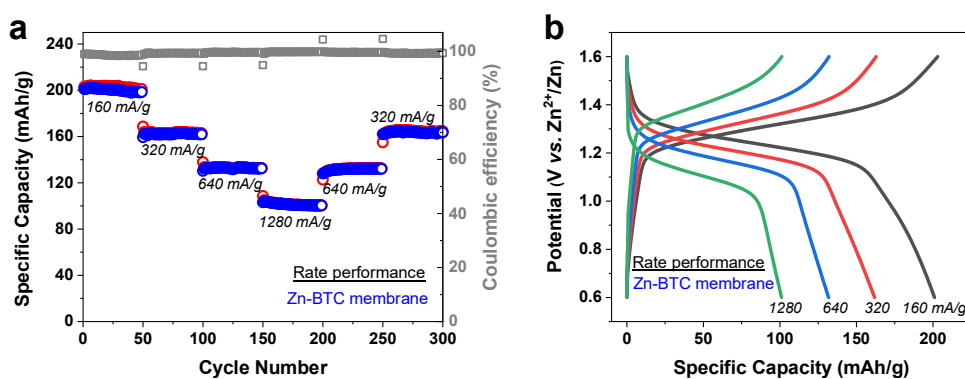 a
240
200
160
120
80
40
0
Specific Capacity (mAh/g)
160 mA/g
320 mA/g
640 mA/g
1280 mA/g
640 mA/g
320 mA/g
Rate performance
Zn-BTC membrane
0 50 100 150 200 250 300
Cycle Number
100
80
60
40
20
0
Coulombic efficiency (%)
b
1.6
1.4
1.2
1.0
0.8
0.6
Potential (V vs. Zn²⁺/Zn)
Rate performance
Zn-BTC membrane
1280 640 320 160 mA/g
0 50 100 150 200
Specific Capacity (mAh/g)